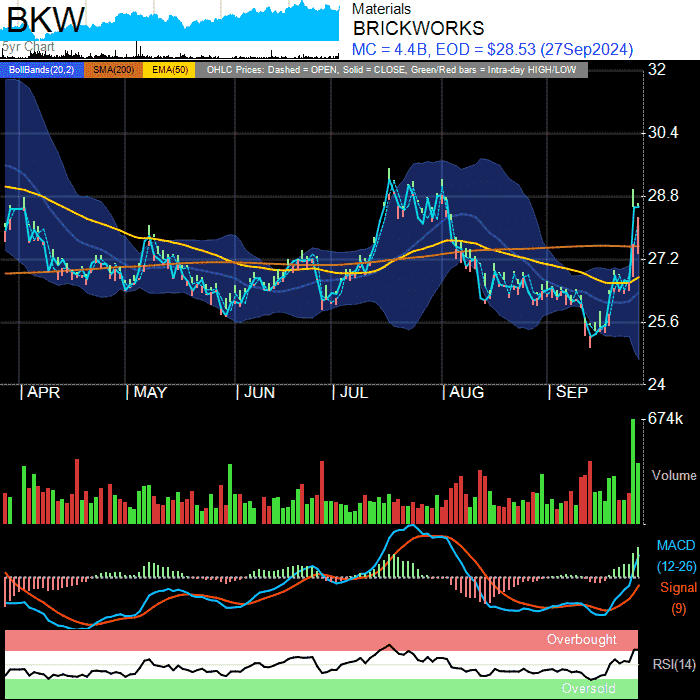 BKW
5yr Chart
Materials
BRICKWORKS
MC = 4.4B, EOD = $28.53 (27Sep2024)
BollBands(20,2) SMA(200) EMA(50) OHLC Prices: Dashed = OPEN, Solid = CLOSE, Green/Red bars = Intra-day HIGH/LOW
32
30.4
28.8
27.2
25.6
24
APR MAY JUN JUL AUG SEP
674k
Volume
MACD
(12-26)
Signal
(9)
Overbought
RSI(14)
Oversold